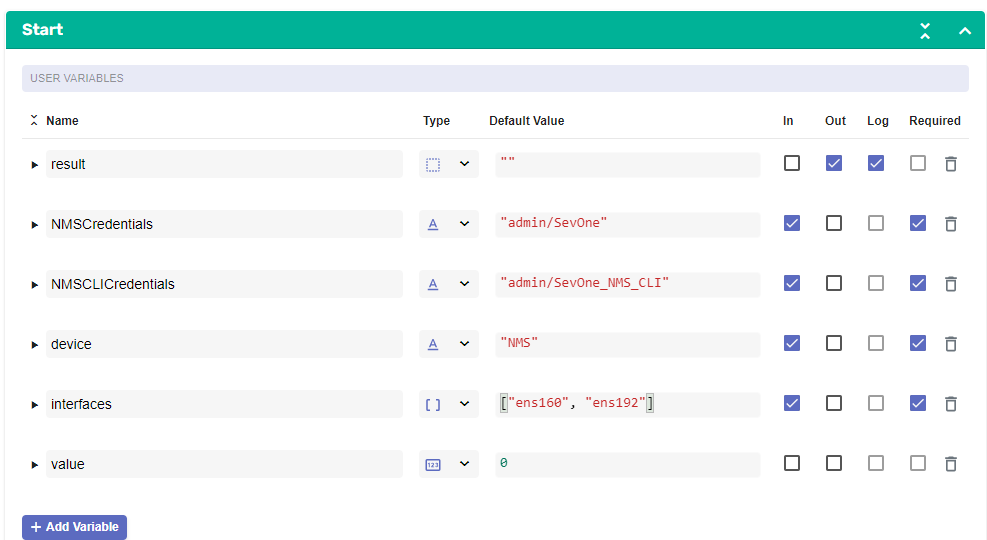 Start
USER VARIABLES
Name Type Default Value In Out Log Required
result ""
NMSCredentials A "admin/SevOne"
NMSCLICredentials A "admin/SevOne_NMS_CLI"
device A "NMS"
interfaces [ ] ["ens160", "ens192"]
value 123 0
+ Add Variable